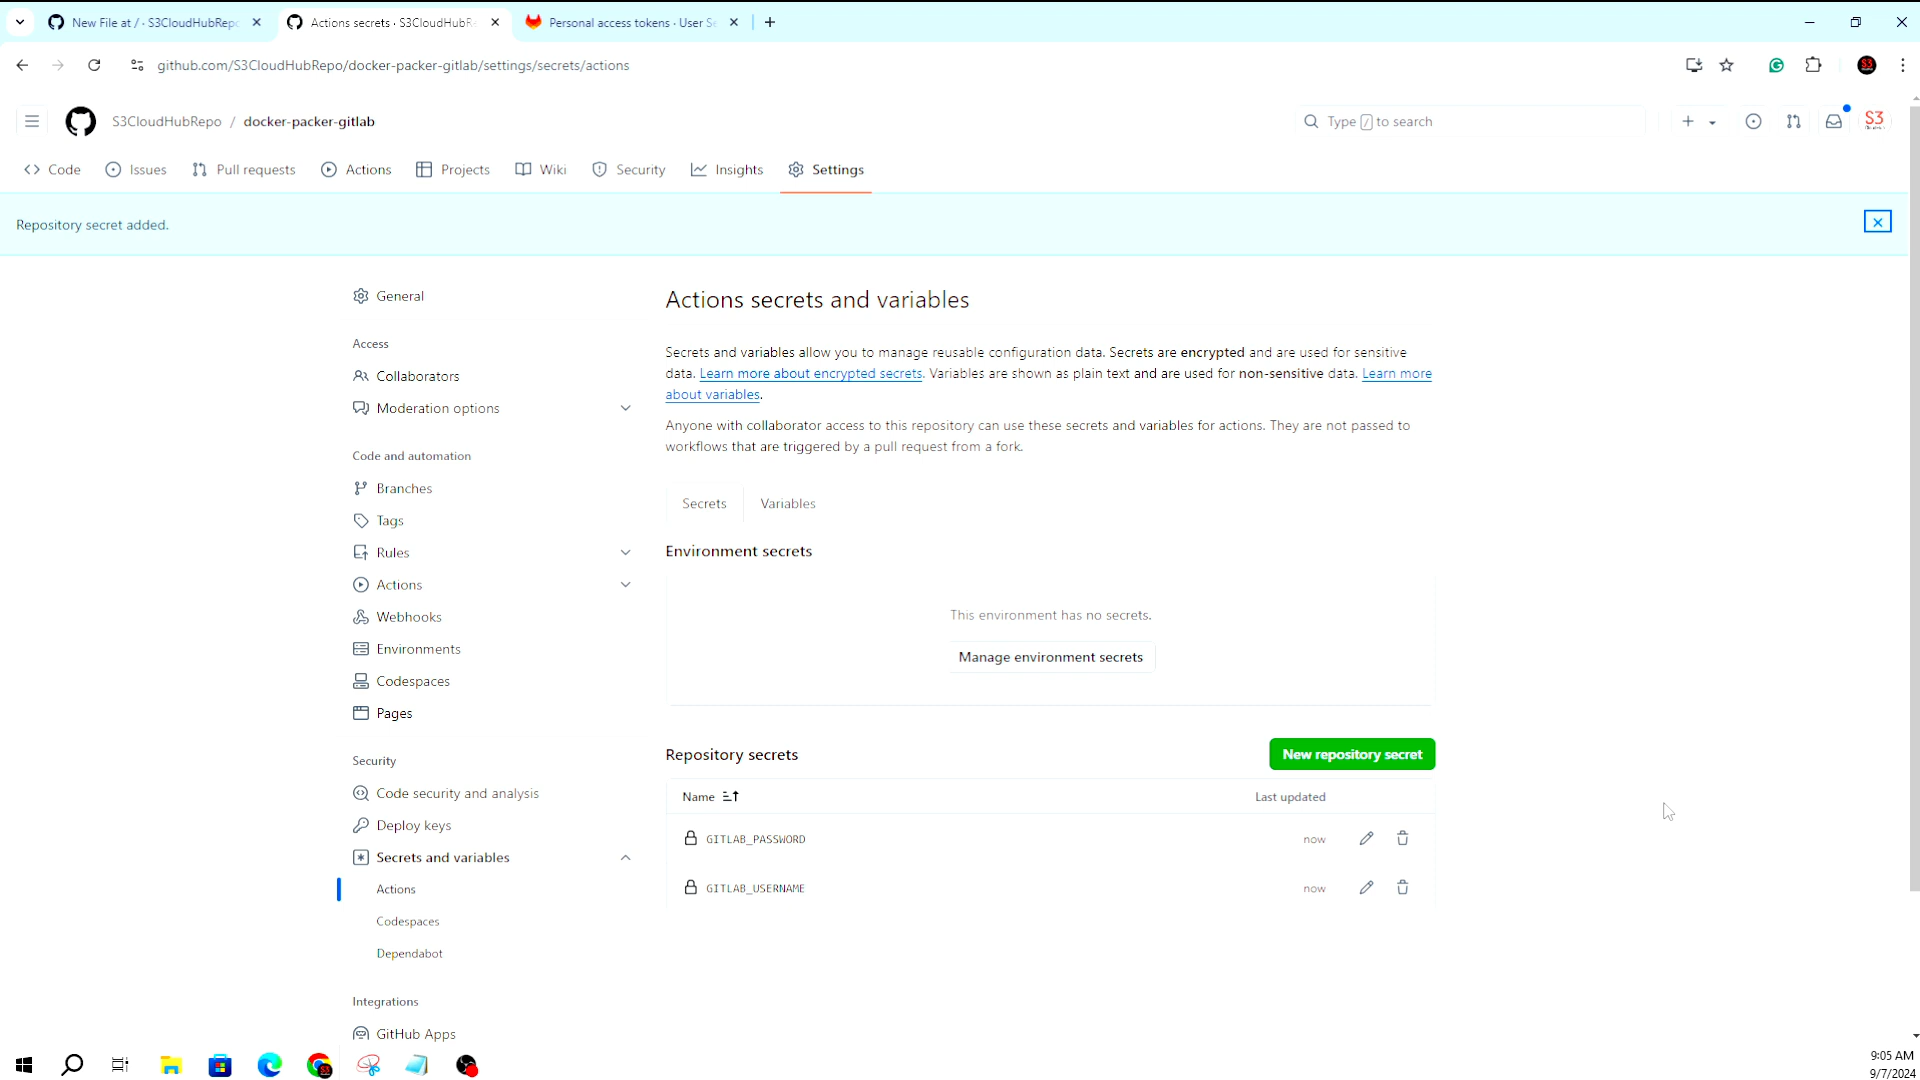 New File at / · S3CloudHubRepo
Actions secrets · S3CloudHubR
Personal access tokens · User Se
github.com/S3CloudHubRepo/docker-packer-gitlab/settings/secrets/actions
S3CloudHubRepo / docker-packer-gitlab
Type / to search
S3
Code
Issues
Pull requests
Actions
Projects
Wiki
Security
Insights
Settings
Repository secret added.
General
Access
Collaborators
Moderation options
Code and automation
Branches
Tags
Rules
Actions
Webhooks
Environments
Codespaces
Pages
Security
Code security and analysis
Deploy keys
Secrets and variables
Actions
Codespaces
Dependabot
Integrations
GitHub Apps
Actions secrets and variables
Secrets and variables allow you to manage reusable configuration data. Secrets are encrypted and are used for sensitive
data. Learn more about encrypted secrets. Variables are shown as plain text and are used for non-sensitive data. Learn more
about variables.
Anyone with collaborator access to this repository can use these secrets and variables for actions. They are not passed to
workflows that are triggered by a pull request from a fork.
Secrets
Variables
Environment secrets
This environment has no secrets.
Manage environment secrets
Repository secrets
New repository secret
Name
Last updated
GITLAB_PASSWORD
now
GITLAB_USERNAME
now
9:05 AM
9/7/2024